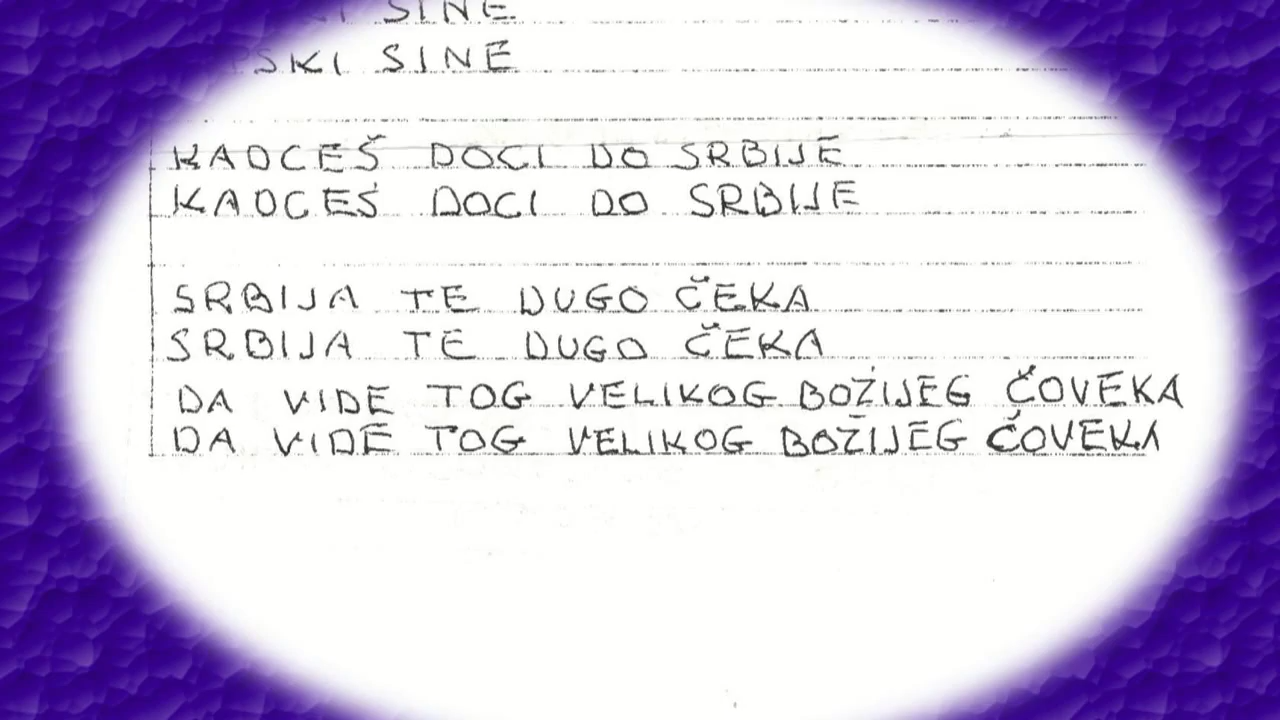 SINE
SKI SINE
KAOCEŠ DOCI DO SRBIJE
KAOCEŠ DOCI DO SRBIJE
SRBIJA TE DUGO ČEKA
SRBIJA TE DUGO ČEKA
DA VIDE TOG VELIKOG BOŽIJEG ČOVEKA
DA VIDE TOG VELIKOG BOŽIJEG ČOVEKA